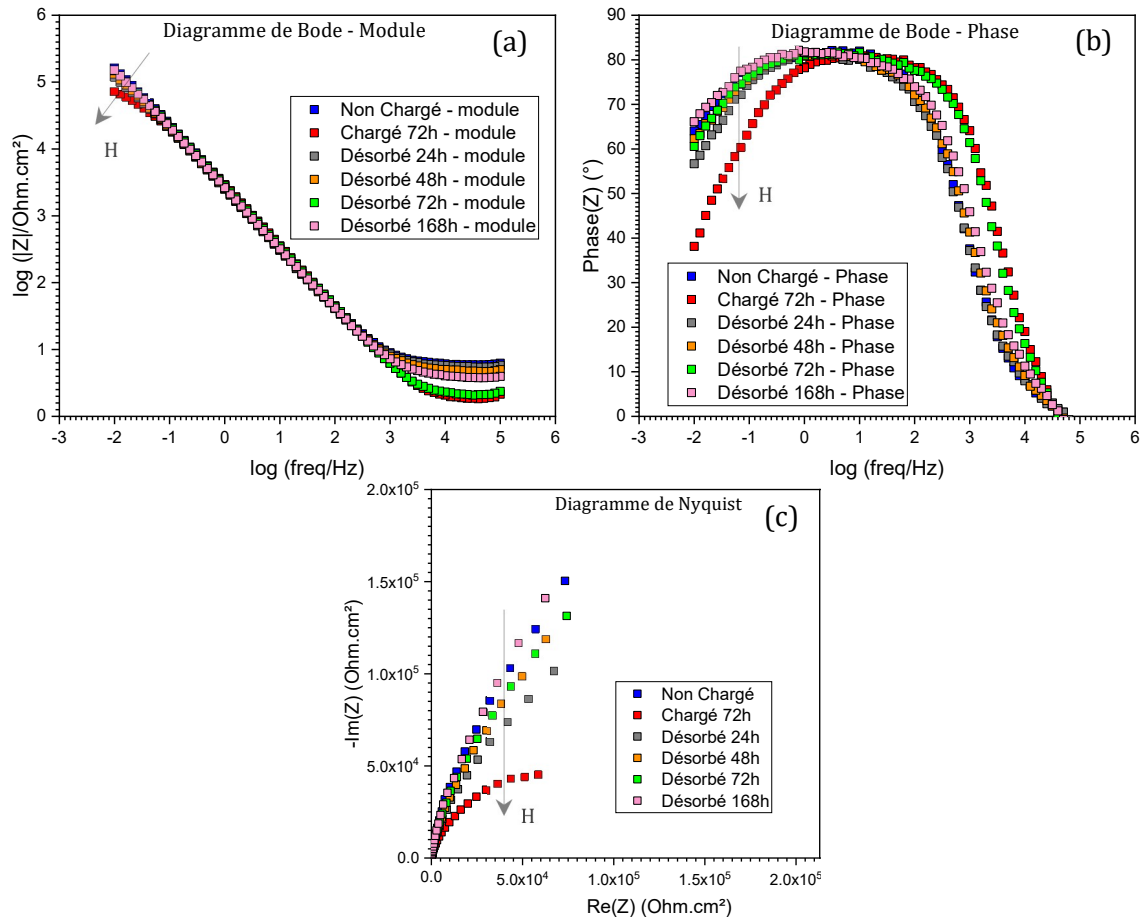 Diagramme de Bode - Module
(a)
6
5
4
3
2
1
0
log (|Z|/Ohm.cm²)
H
Non Chargé - module
Chargé 72h - module
Désorbé 24h - module
Désorbé 48h - module
Désorbé 72h - module
Désorbé 168h - module
-3 -2 -1 0 1 2 3 4 5 6
log (freq/Hz)
Diagramme de Bode - Phase
(b)
90
80
70
60
50
40
30
20
10
0
Phase(Z) (°)
H
Non Chargé - Phase
Chargé 72h - Phase
Désorbé 24h - Phase
Désorbé 48h - Phase
Désorbé 72h - Phase
Désorbé 168h - Phase
-3 -2 -1 0 1 2 3 4 5 6
log (freq/Hz)
Diagramme de Nyquist
(c)
2.0x10⁵
1.5x10⁵
1.0x10⁵
5.0x10⁴
0.0
-Im(Z) (Ohm.cm²)
H
Non Chargé
Chargé 72h
Désorbé 24h
Désorbé 48h
Désorbé 72h
Désorbé 168h
0.0 5.0x10⁴ 1.0x10⁵ 1.5x10⁵ 2.0x10⁵
Re(Z) (Ohm.cm²)